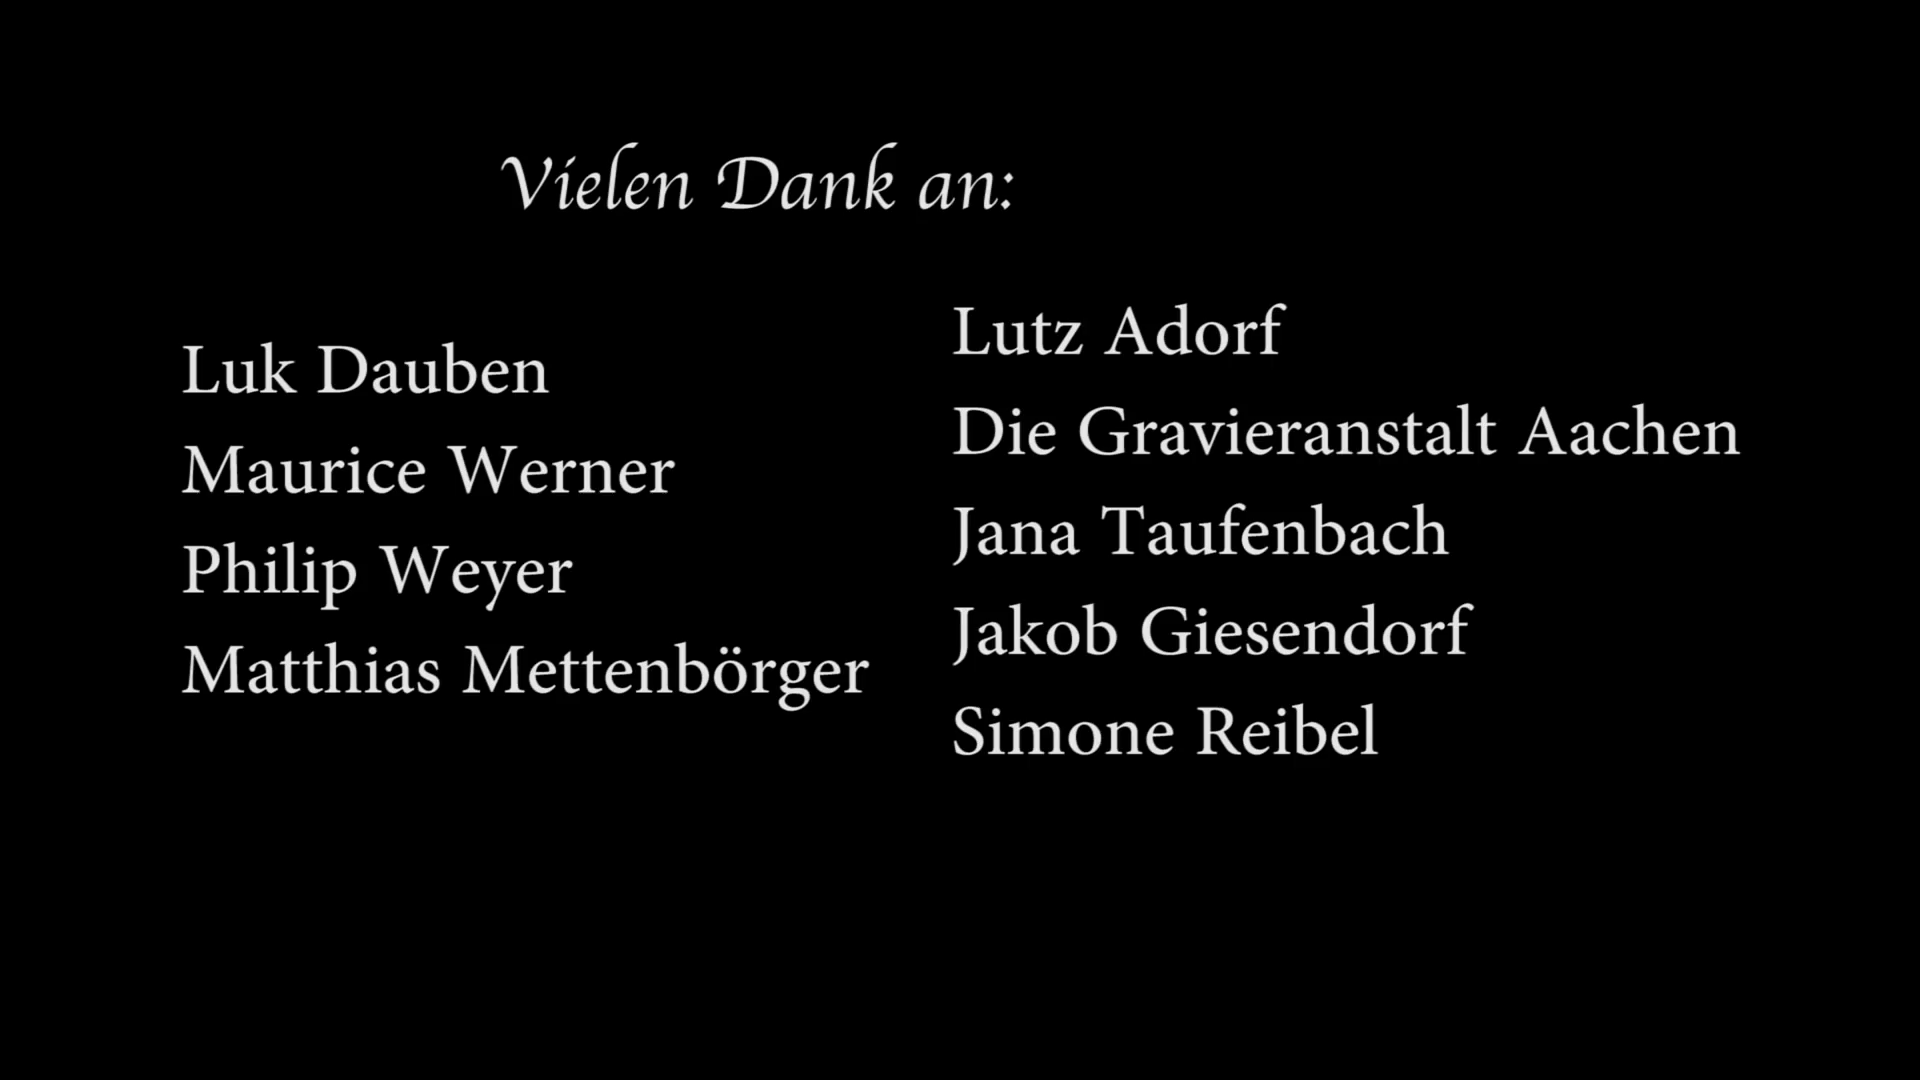 Vielen Dank an:
Luk Dauben
Maurice Werner
Philip Weyer
Matthias Mettenbörger
Lutz Adorf
Die Gravieranstalt Aachen
Jana Taufenbach
Jakob Giesendorf
Simone Reibel